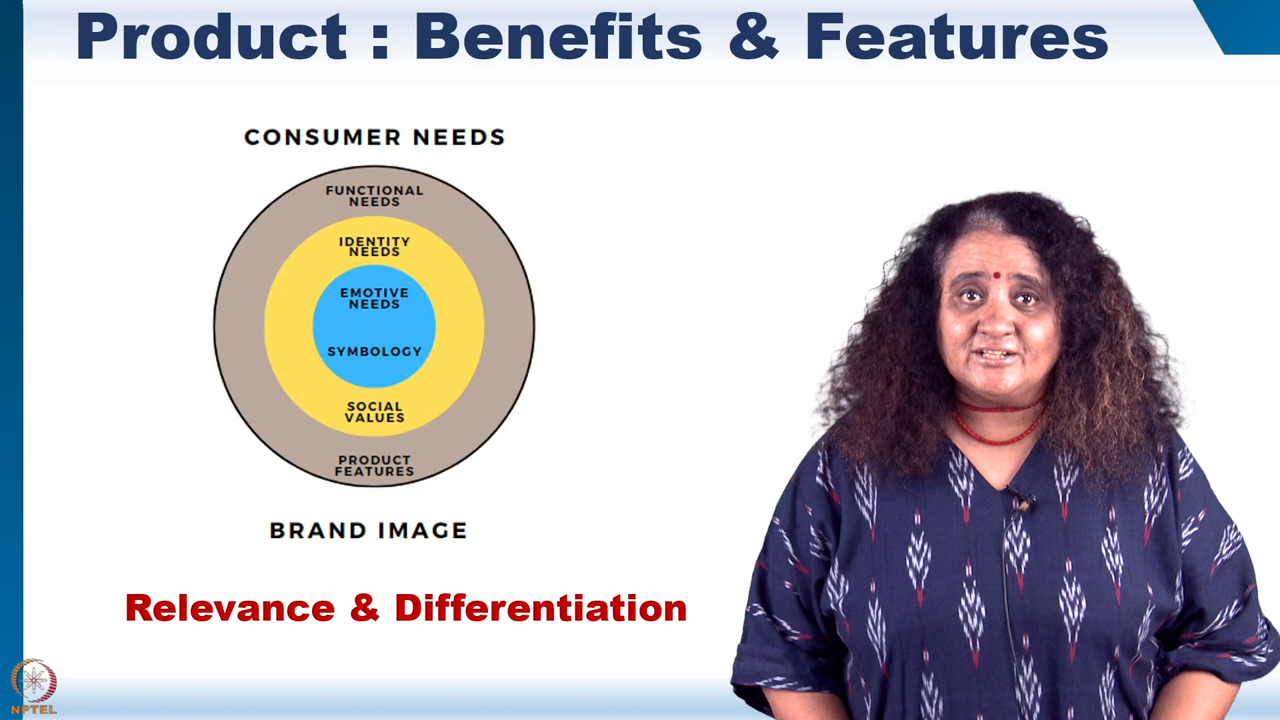 Product : Benefits & Features
CONSUMER NEEDS
FUNCTIONAL
NEEDS
IDENTITY
NEEDS
EMOTIVE
NEEDS
SYMBOLOGY
SOCIAL
VALUES
PRODUCT
FEATURES
BRAND IMAGE
Relevance & Differentiation
NPTEL